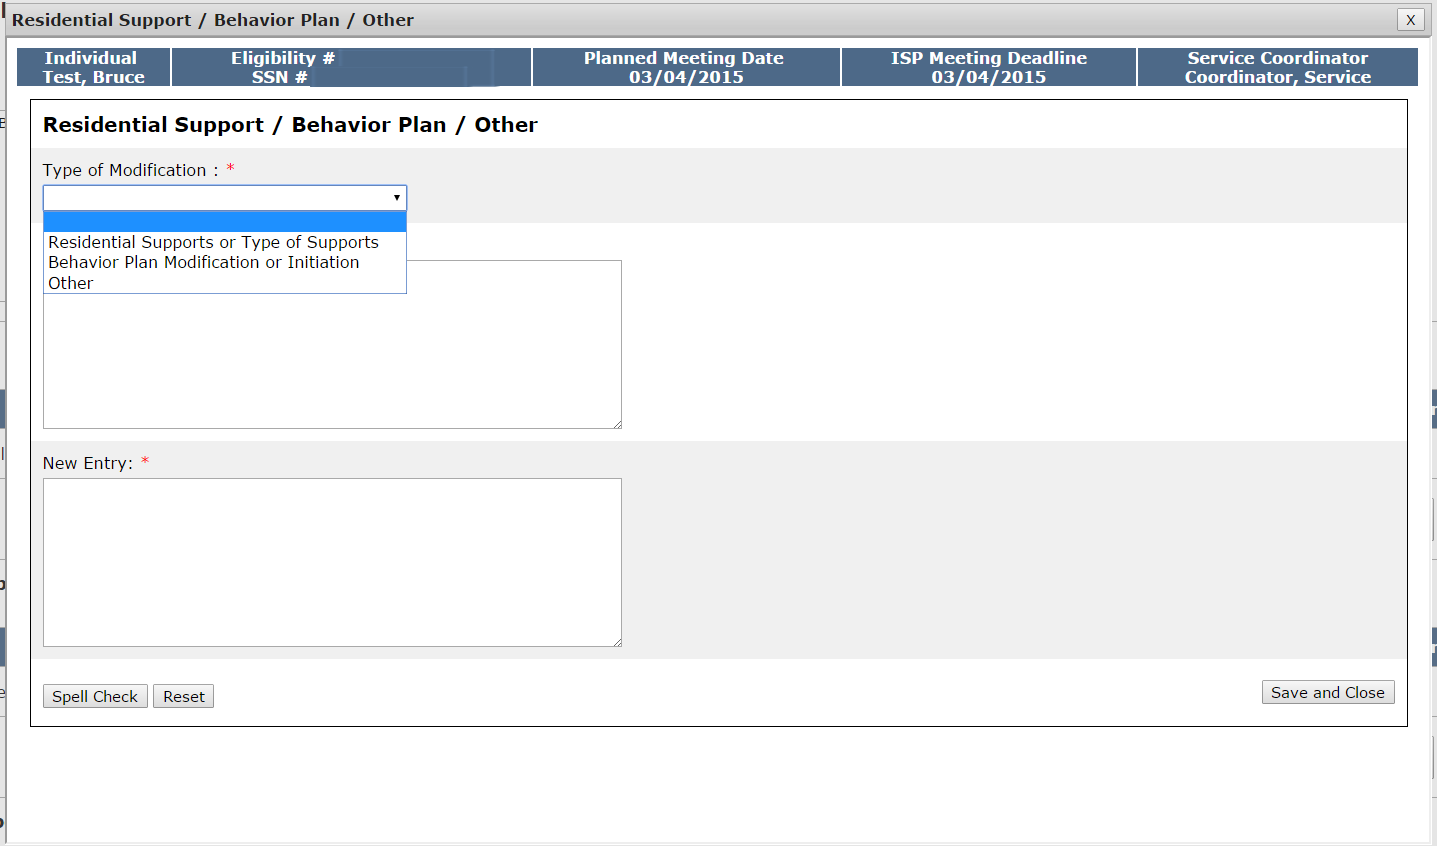 Residential Support / Behavior Plan / Other
X
Individual
Test, Bruce
Eligibility #
SSN #
Planned Meeting Date
03/04/2015
ISP Meeting Deadline
03/04/2015
Service Coordinator
Coordinator, Service
Residential Support / Behavior Plan / Other
Type of Modification : *
Residential Supports or Type of Supports
Behavior Plan Modification or Initiation
Other
New Entry: *
Spell Check
Reset
Save and Close